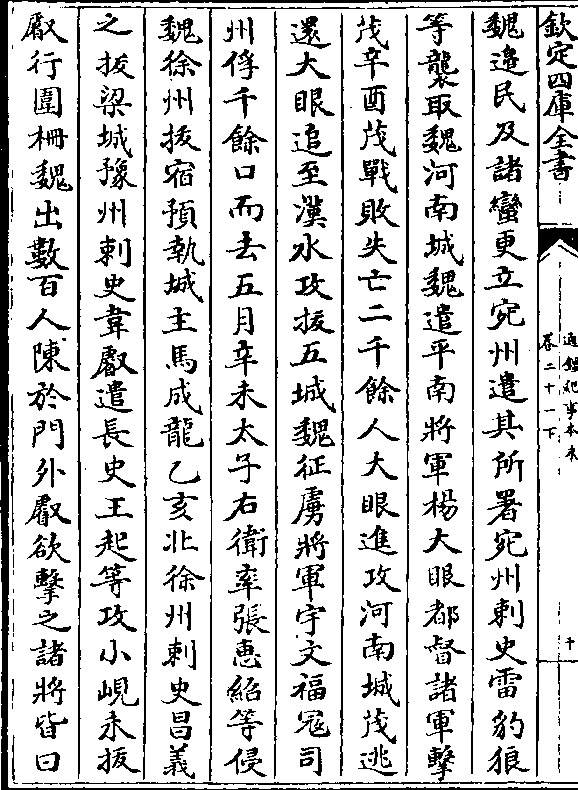 欽定四庫全書
通鑑紀事本末
卷二十一下
十
魏邉民及諸蠻更立宛州遣其所署宛州刺史雷豹狼
等襲取魏河南城魏遣平南將軍楊大眼都督諸軍擊
茂辛酉茂戰敗失亡二千餘人大眼進攻河南城茂逃
還大眼追至漢水攻拔五城魏征虜將軍宇文福冦司
州俘千餘口而去五月辛未太子右衛率張惠紹等侵
魏徐州拔宿預執城主馬成龍乙亥北徐州刺史昌義
之拔梁城豫州刺史韋叡遣長史王超等攻小峴未拔
叡行圍柵魏出數百人陳於門外叡欲擊之諸將皆曰